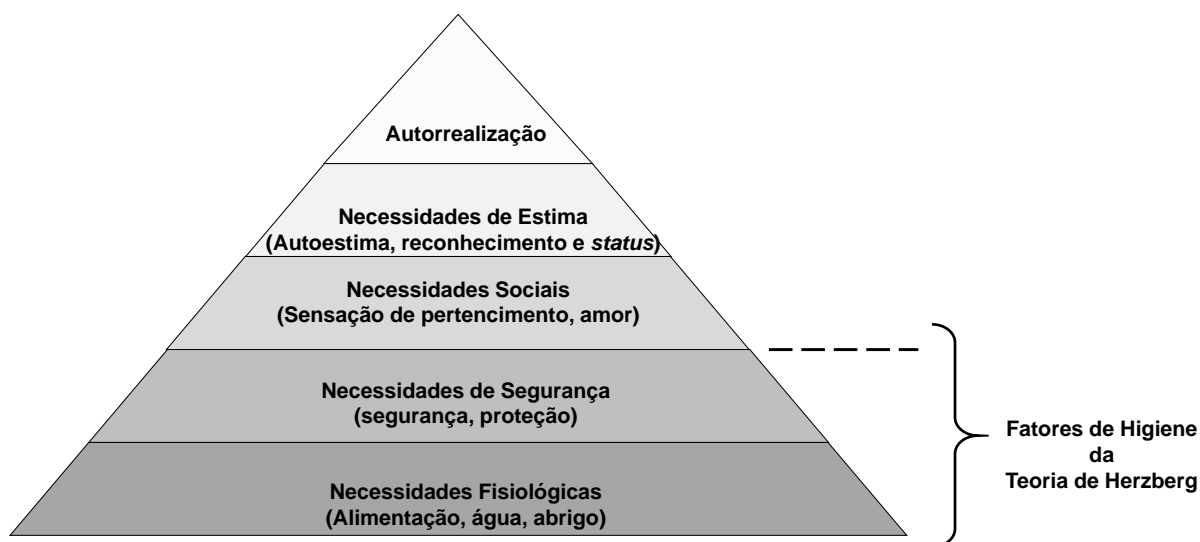 Autorrealização
Necessidades de Estima
(Autoestima, reconhecimento e status)
Necessidades Sociais
(Sensação de pertencimento, amor)
Necessidades de Segurança
(segurança, proteção)
Necessidades Fisiológicas
(Alimentação, água, abrigo)
Fatores de Higiene
da
Teoria de Herzberg